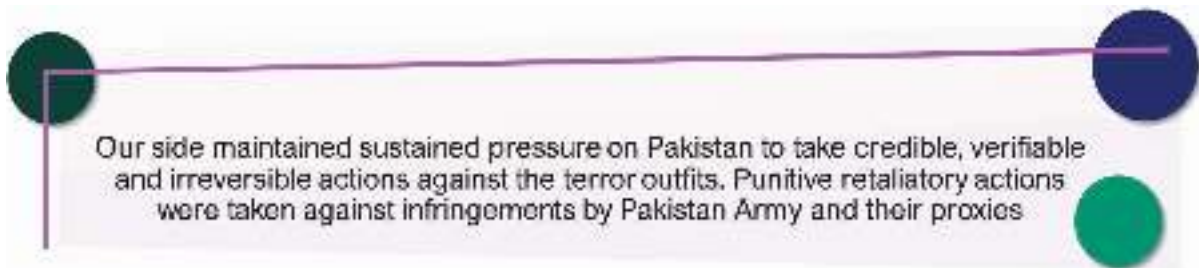 Our side maintained sustained pressure on Pakistan to take credible, verifiable
and irreversible actions against the terror outfits. Punitive retaliatory actions
were taken against infringements by Pakistan Army and their proxies